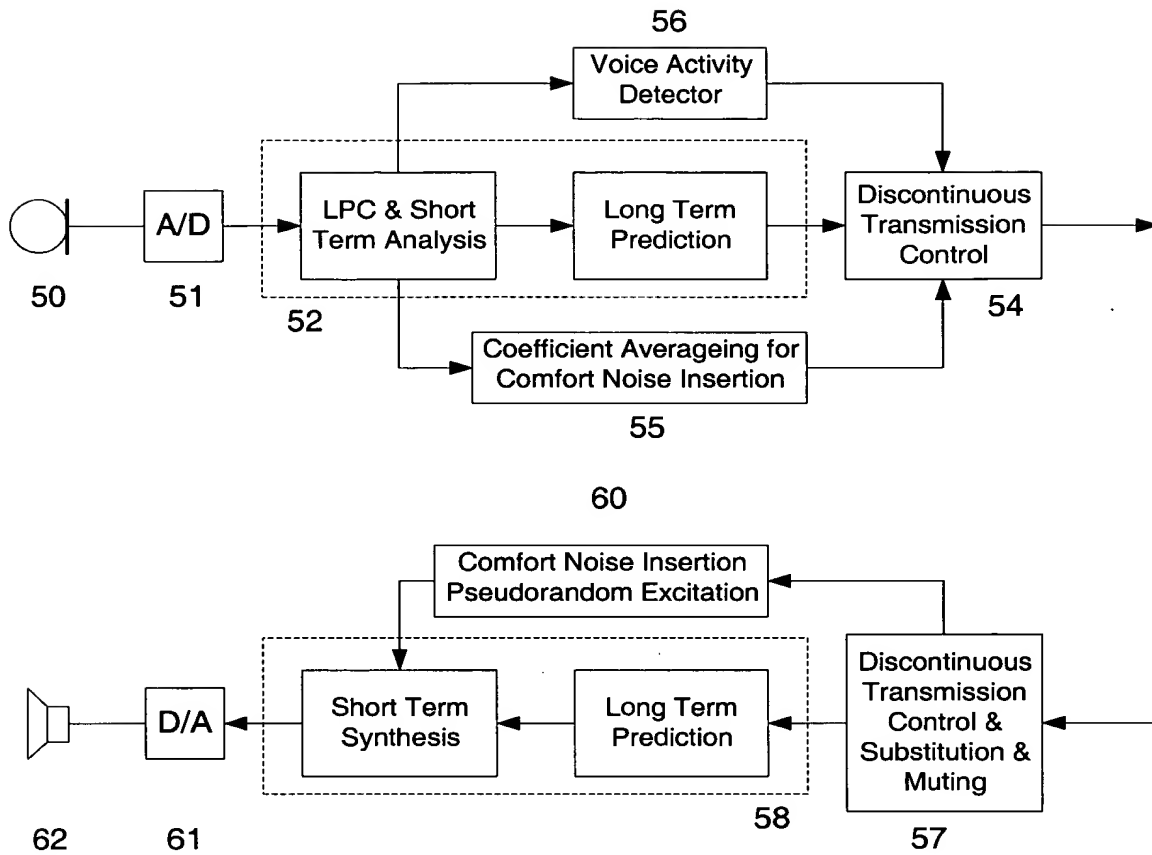 56
Voice Activity
Detector
A/D
LPC & Short
Term Analysis
Long Term
Prediction
Discontinuous
Transmission
Control
50
51
52
54
Coefficient Averageing for
Comfort Noise Insertion
55
60
Comfort Noise Insertion
Pseudorandom Excitation
D/A
Short Term
Synthesis
Long Term
Prediction
Discontinuous
Transmission
Control &
Substitution &
Muting
58
62
61
57